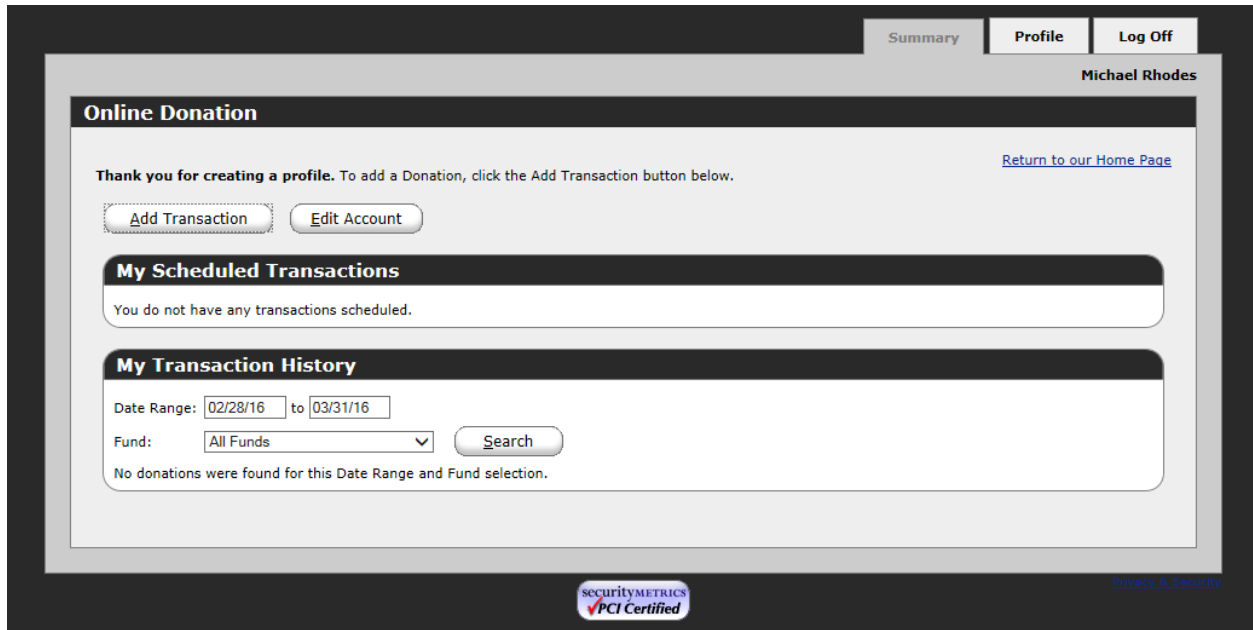 Summary Profile Log Off
Michael Rhodes
Online Donation
Return to our Home Page
Thank you for creating a profile. To add a Donation, click the Add Transaction button below.
Add Transaction Edit Account
My Scheduled Transactions
You do not have any transactions scheduled.
My Transaction History
Date Range: 02/28/16 to 03/31/16
Fund: All Funds Search
No donations were found for this Date Range and Fund selection.
Privacy & Security
securityMETRICS
PCI Certified